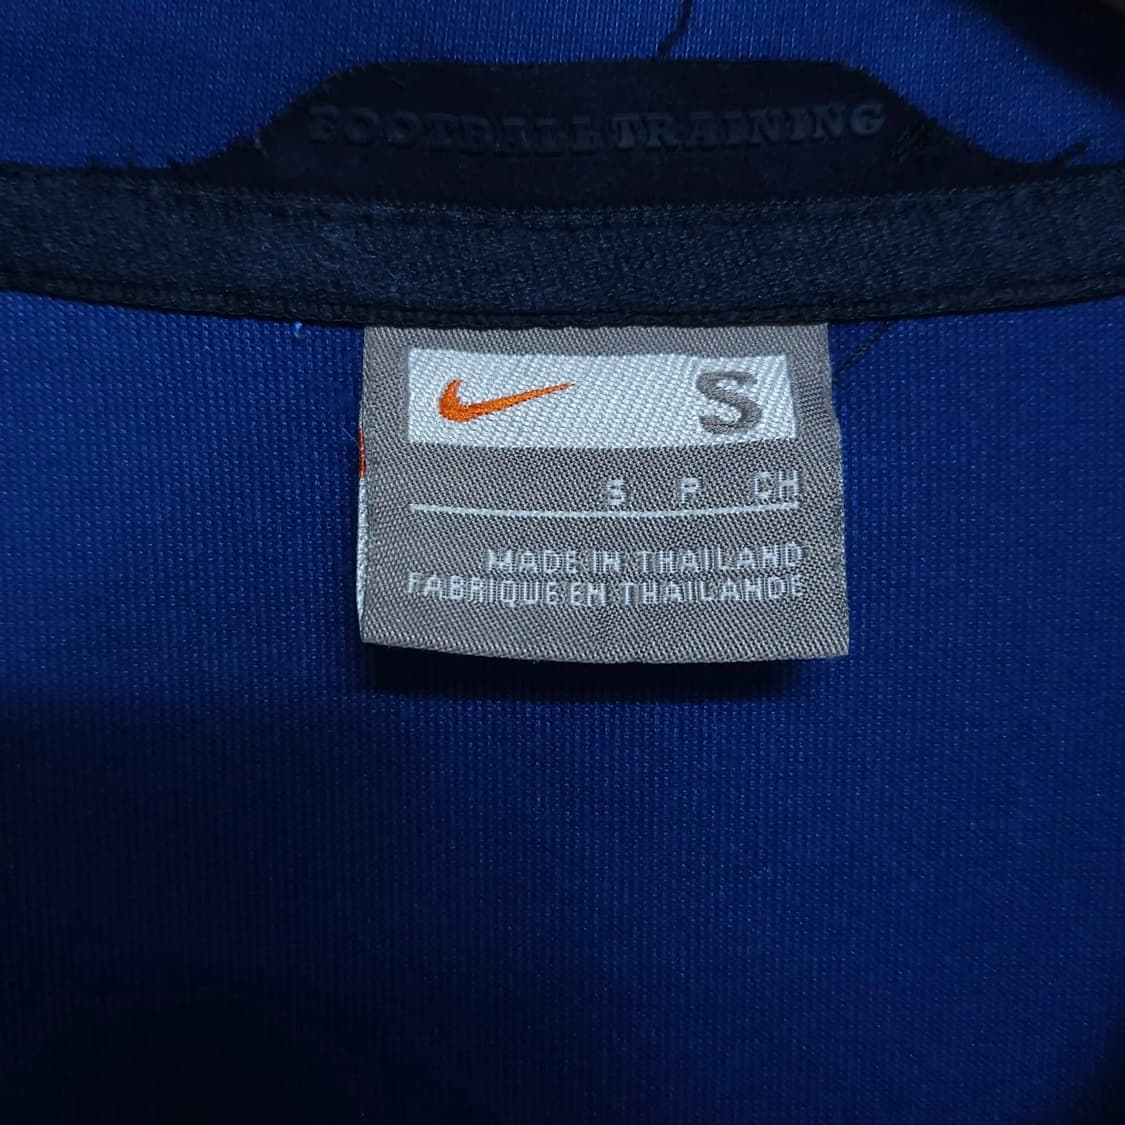 FOOTBALL TRAINING
S
S P CH
MADE IN THAILAND
FABRIQUE EN THAILANDE